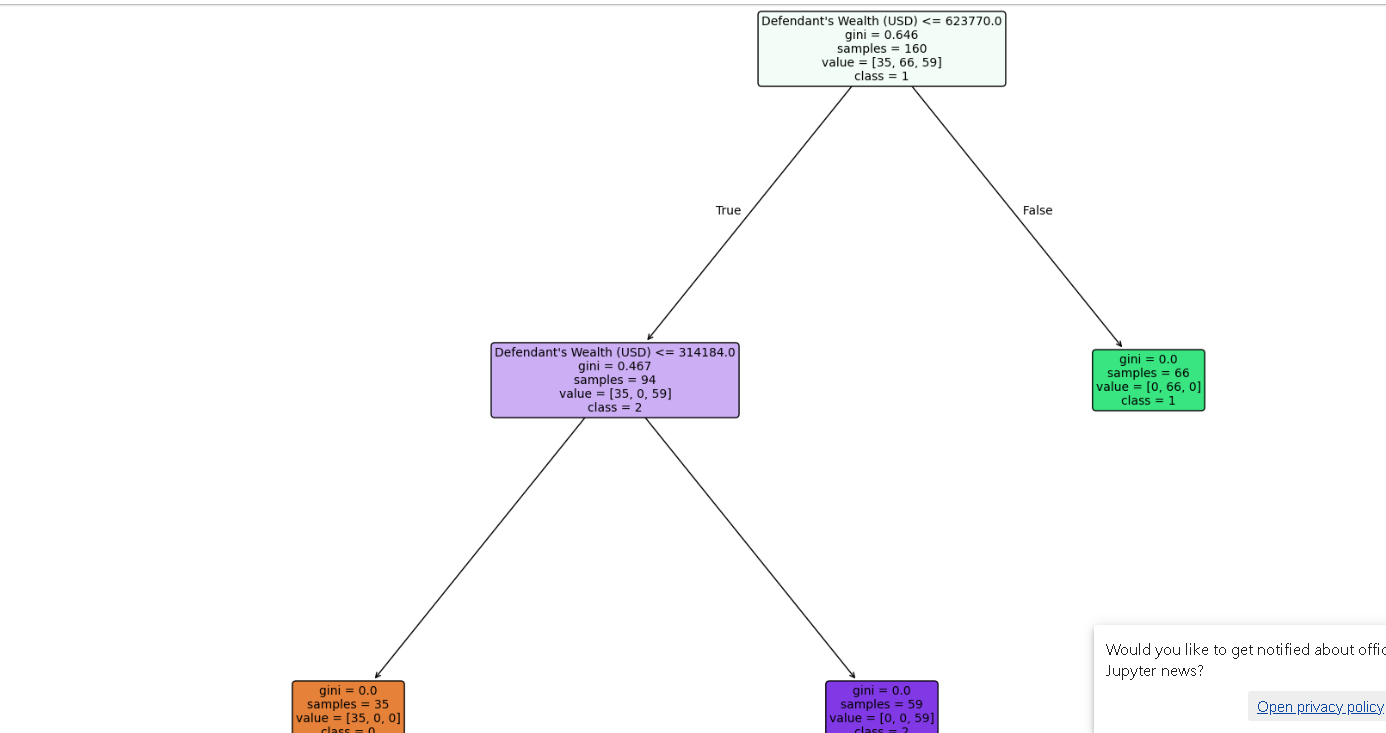 Defendant's Wealth (USD) <= 623770.0
gini = 0.646
samples = 160
value = [35, 66, 59]
class = 1
True
False
Defendant's Wealth (USD) <= 314184.0
gini = 0.467
samples = 94
value = [35, 0, 59]
class = 2
gini = 0.0
samples = 66
value = [0, 66, 0]
class = 1
gini = 0.0
samples = 35
value = [35, 0, 0]
class = 0
gini = 0.0
samples = 59
value = [0, 0, 59]
class = 2
Would you like to get notified about offic
Jupyter news?
Open privacy policy